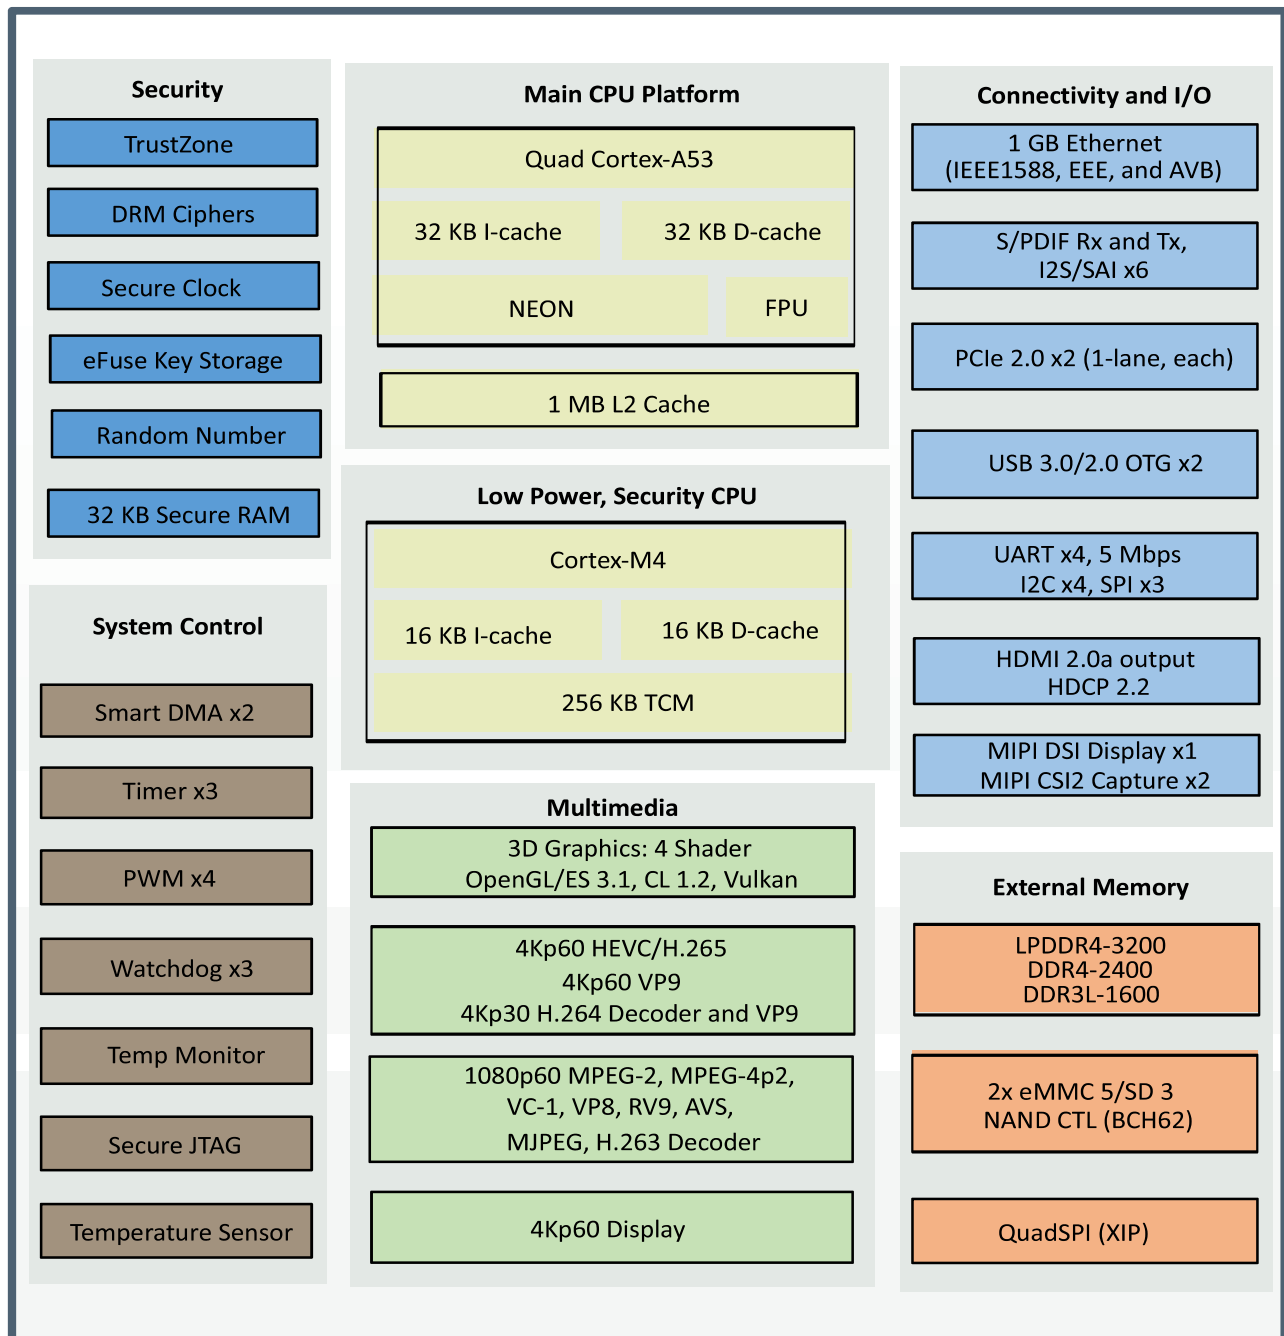 Security
TrustZone
DRM Ciphers
Secure Clock
eFuse Key Storage
Random Number
32 KB Secure RAM
System Control
Smart DMA x2
Timer x3
PWM x4
Watchdog x3
Temp Monitor
Secure JTAG
Temperature Sensor
Main CPU Platform
Quad Cortex-A53
32 KB I-cache
32 KB D-cache
NEON
FPU
1 MB L2 Cache
Low Power, Security CPU
Cortex-M4
16 KB I-cache
16 KB D-cache
256 KB TCM
Multimedia
3D Graphics: 4 Shader
OpenGL/ES 3.1, CL 1.2, Vulkan
4Kp60 HEVC/H.265
4Kp60 VP9
4Kp30 H.264 Decoder and VP9
1080p60 MPEG-2, MPEG-4p2,
VC-1, VP8, RV9, AVS,
MJPEG, H.263 Decoder
4Kp60 Display
Connectivity and I/O
1 GB Ethernet
(IEEE1588, EEE, and AVB)
S/PDIF Rx and Tx,
I2S/SAI x6
PCIe 2.0 x2 (1-lane, each)
USB 3.0/2.0 OTG x2
UART x4, 5 Mbps
I2C x4, SPI x3
HDMI 2.0a output
HDCP 2.2
MIPI DSI Display x1
MIPI CSI2 Capture x2
External Memory
LPDDR4-3200
DDR4-2400
DDR3L-1600
2x eMMC 5/SD 3
NAND CTL (BCH62)
QuadSPI (XIP)